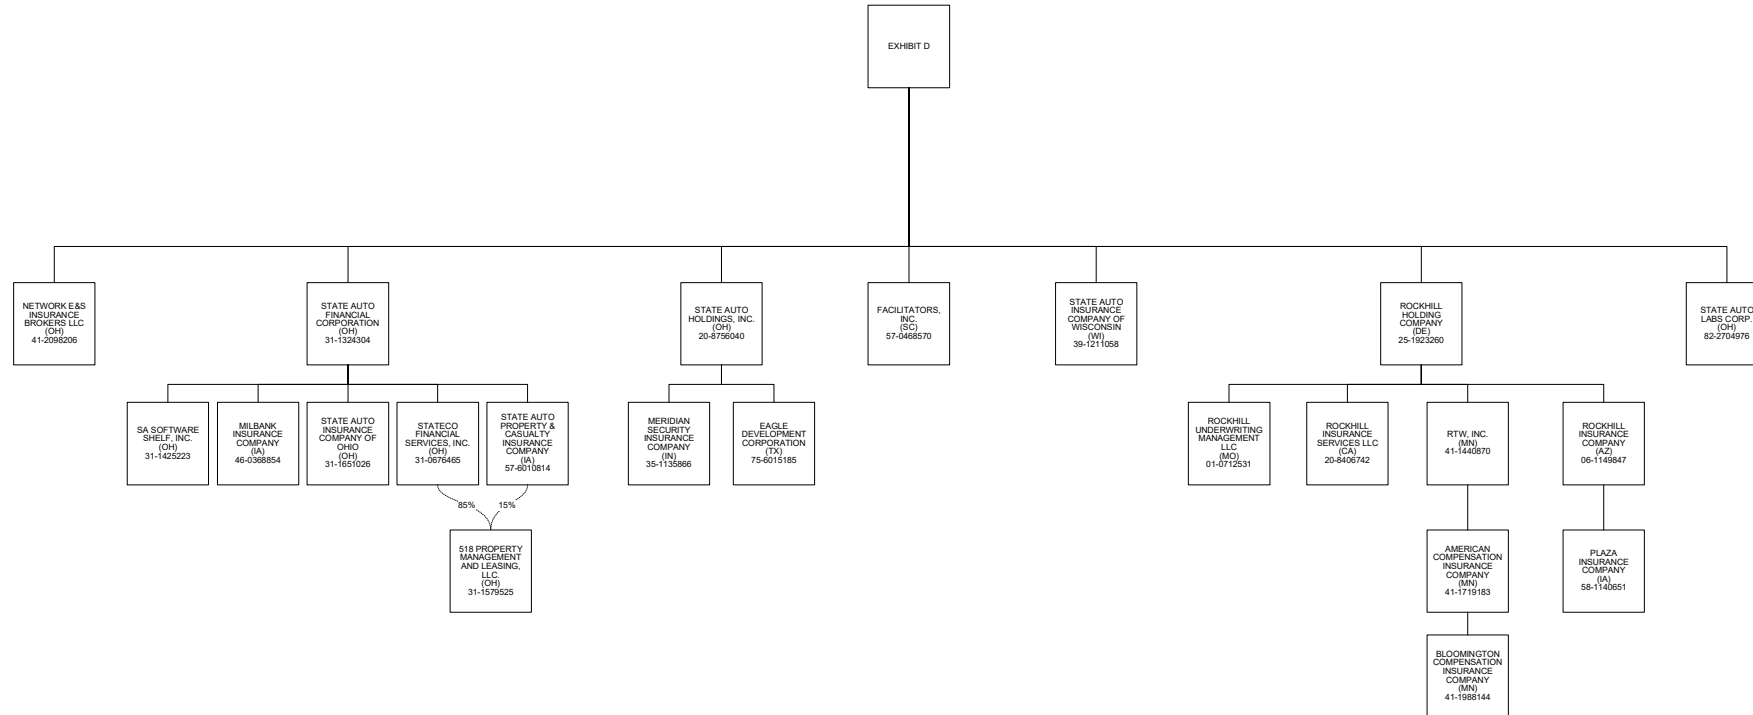 EXHIBIT D
NETWORK E&S
INSURANCE
BROKERS LLC
(OH)
41-2098206
STATE AUTO
FINANCIAL
CORPORATION
(OH)
31-1324304
STATE AUTO
HOLDINGS, INC.
(OH)
20-8756040
FACILITATORS,
INC.
(SC)
57-0468570
STATE AUTO
INSURANCE
COMPANY OF
WISCONSIN
(WI)
39-1211058
ROCKHILL
HOLDING
COMPANY
(DE)
25-1923260
STATE AUTO
LABS CORP.
(OH)
82-2704976
SA SOFTWARE
SHELF, INC.
(OH)
31-1425223
MILBANK
INSURANCE
COMPANY
(IA)
46-0368854
STATE AUTO
INSURANCE
COMPANY OF
OHIO
(OH)
31-1651026
STATECO
FINANCIAL
SERVICES, INC.
(OH)
31-0676465
STATE AUTO
PROPERTY &
CASUALTY
INSURANCE
COMPANY
(IA)
57-6010814
MERIDIAN
SECURITY
INSURANCE
COMPANY
(IN)
35-1135866
EAGLE
DEVELOPMENT
CORPORATION
(TX)
75-6015185
ROCKHILL
UNDERWRITING
MANAGEMENT
LLC
(MO)
01-0712531
ROCKHILL
INSURANCE
SERVICES LLC
(CA)
20-8406742
RTW, INC.
(MN)
41-1440870
ROCKHILL
INSURANCE
COMPANY
(AZ)
06-1149847
85%
15%
518 PROPERTY
MANAGEMENT
AND LEASING,
LLC.
(OH)
31-1579525
AMERICAN
COMPENSATION
INSURANCE
COMPANY
(MN)
41-1719183
PLAZA
INSURANCE
COMPANY
(IA)
58-1140651
BLOOMINGTON
COMPENSATION
INSURANCE
COMPANY
(MN)
41-1988144